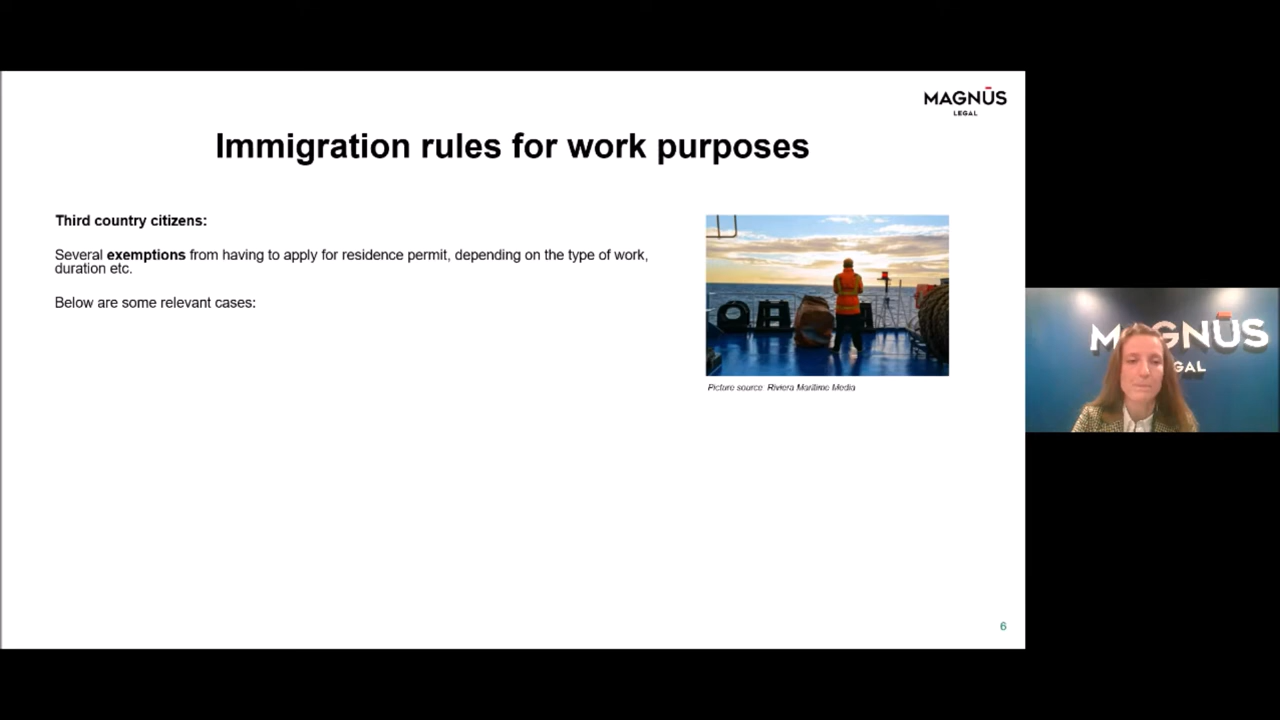 MAGNŪS
LEGAL
Immigration rules for work purposes
Third country citizens:
Several exemptions from having to apply for residence permit, depending on the type of work,
duration etc.
Below are some relevant cases:
Picture source Riviera Maritime Media
MAGNŪS
GAL
6